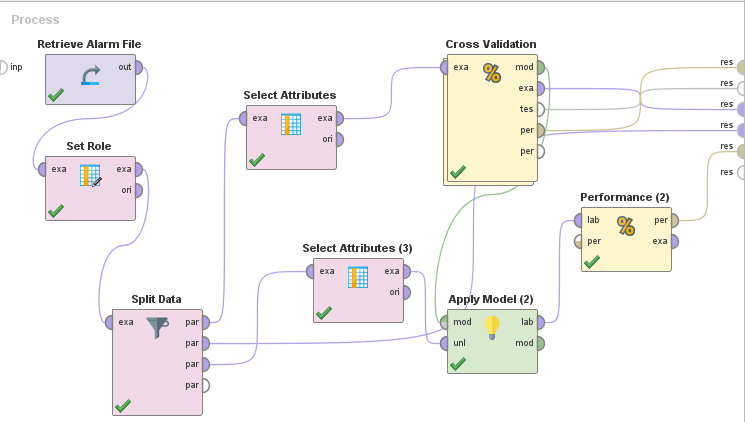 Process
inp
Retrieve Alarm File
out
Set Role
exa exa
ori
Split Data
exa par
par
par
par
Select Attributes
exa exa
ori
Select Attributes (3)
exa exa
ori
Cross Validation
exa mod
exa
tes
per
per
Apply Model (2)
mod lab
unl mod
Performance (2)
lab per
per exa
res
res
res
res
res
res